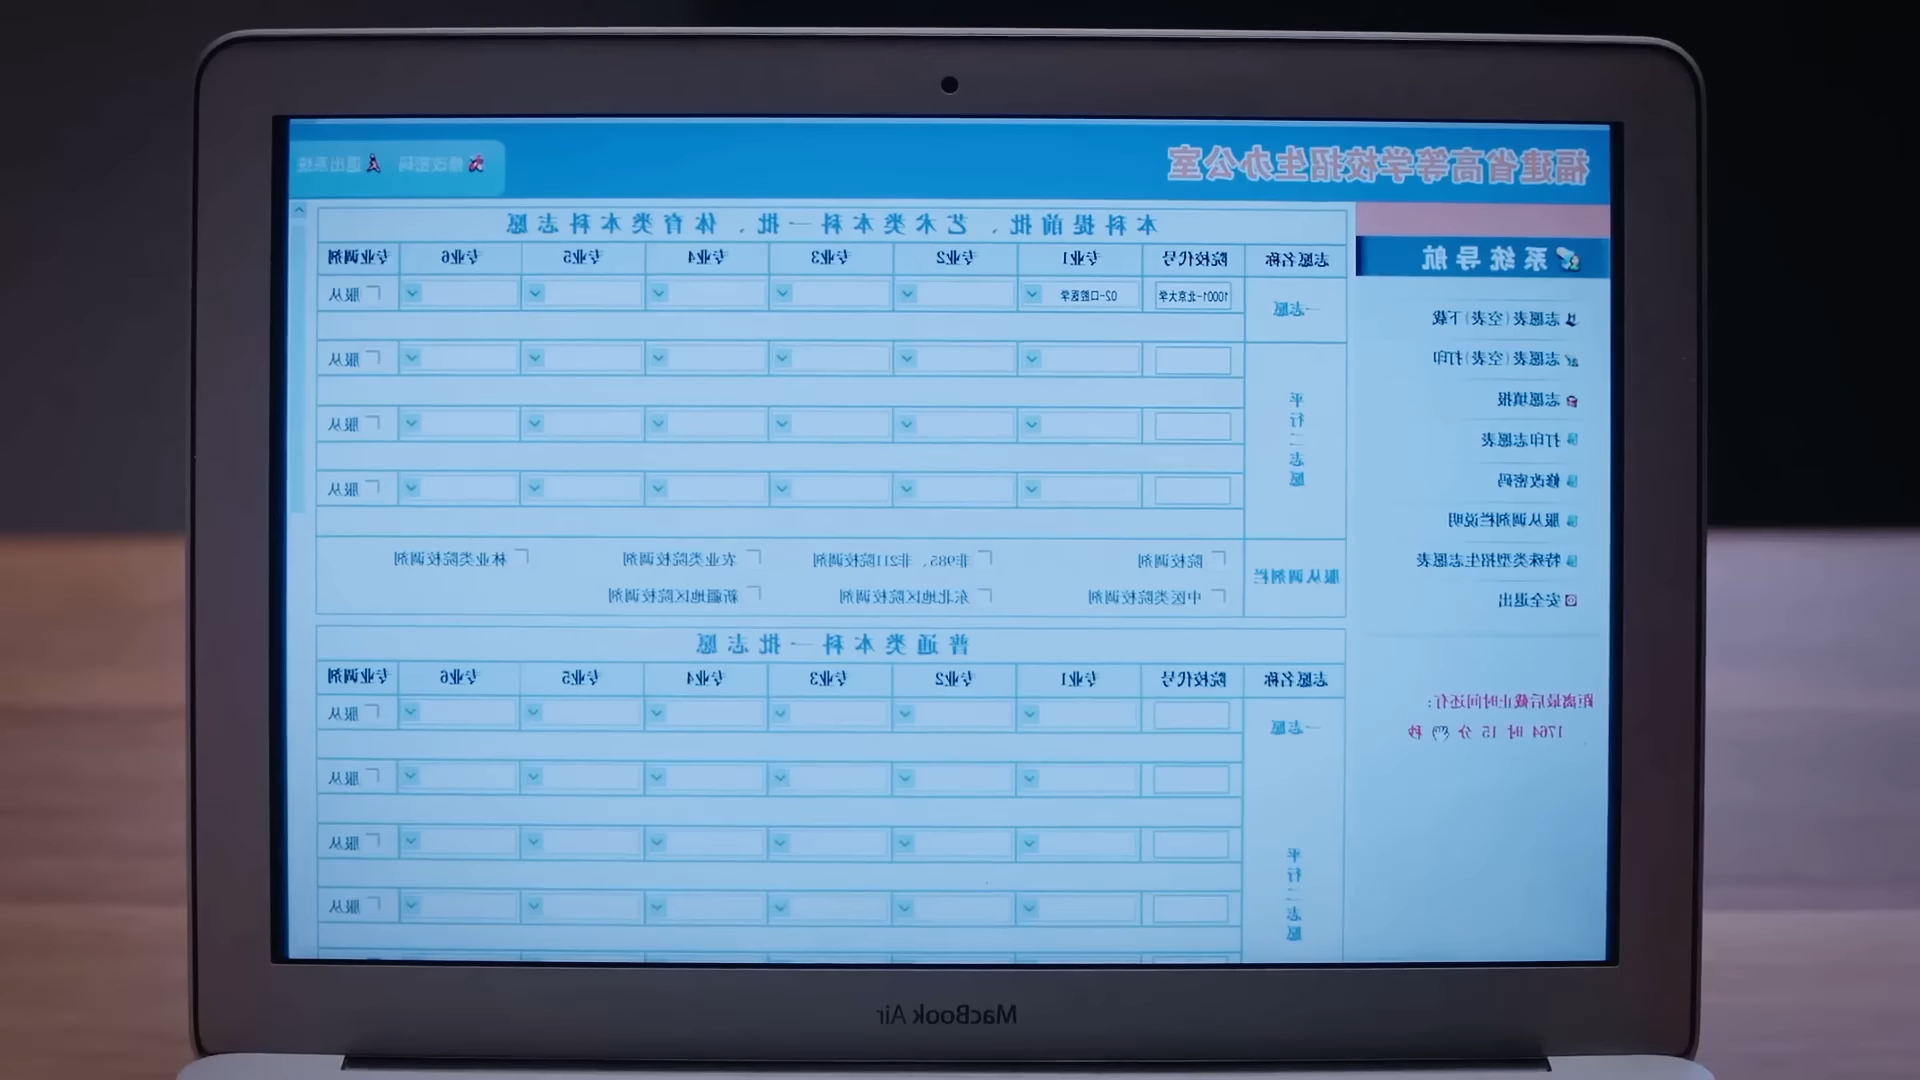 福建省高等学校招生办公室
修改密码 退出系统
系统导航
志愿表(空表)下载
志愿表(空表)打印
志愿填报
打印志愿表
修改密码
服从调剂栏说明
特殊类型招生志愿表
安全退出
距离最后截止时间还有:
1764 时 15 分 秒
本科提前批、艺术类本科一批、体育类本科志愿
志愿名称 院校代号 专业1 专业2 专业3 专业4 专业5 专业6 专业调剂
一志愿 10001-北京大学 02-口腔医学 服从
平行二志愿 服从
服从
服从
服从调剂栏 院校调剂 非985、非211院校调剂 农业类院校调剂 林业类院校调剂
中医类院校调剂 东北地区院校调剂 新疆地区院校调剂
普通类本科一批志愿
志愿名称 院校代号 专业1 专业2 专业3 专业4 专业5 专业6 专业调剂
一志愿 服从
平行二志愿 服从
服从
服从
MacBook Air